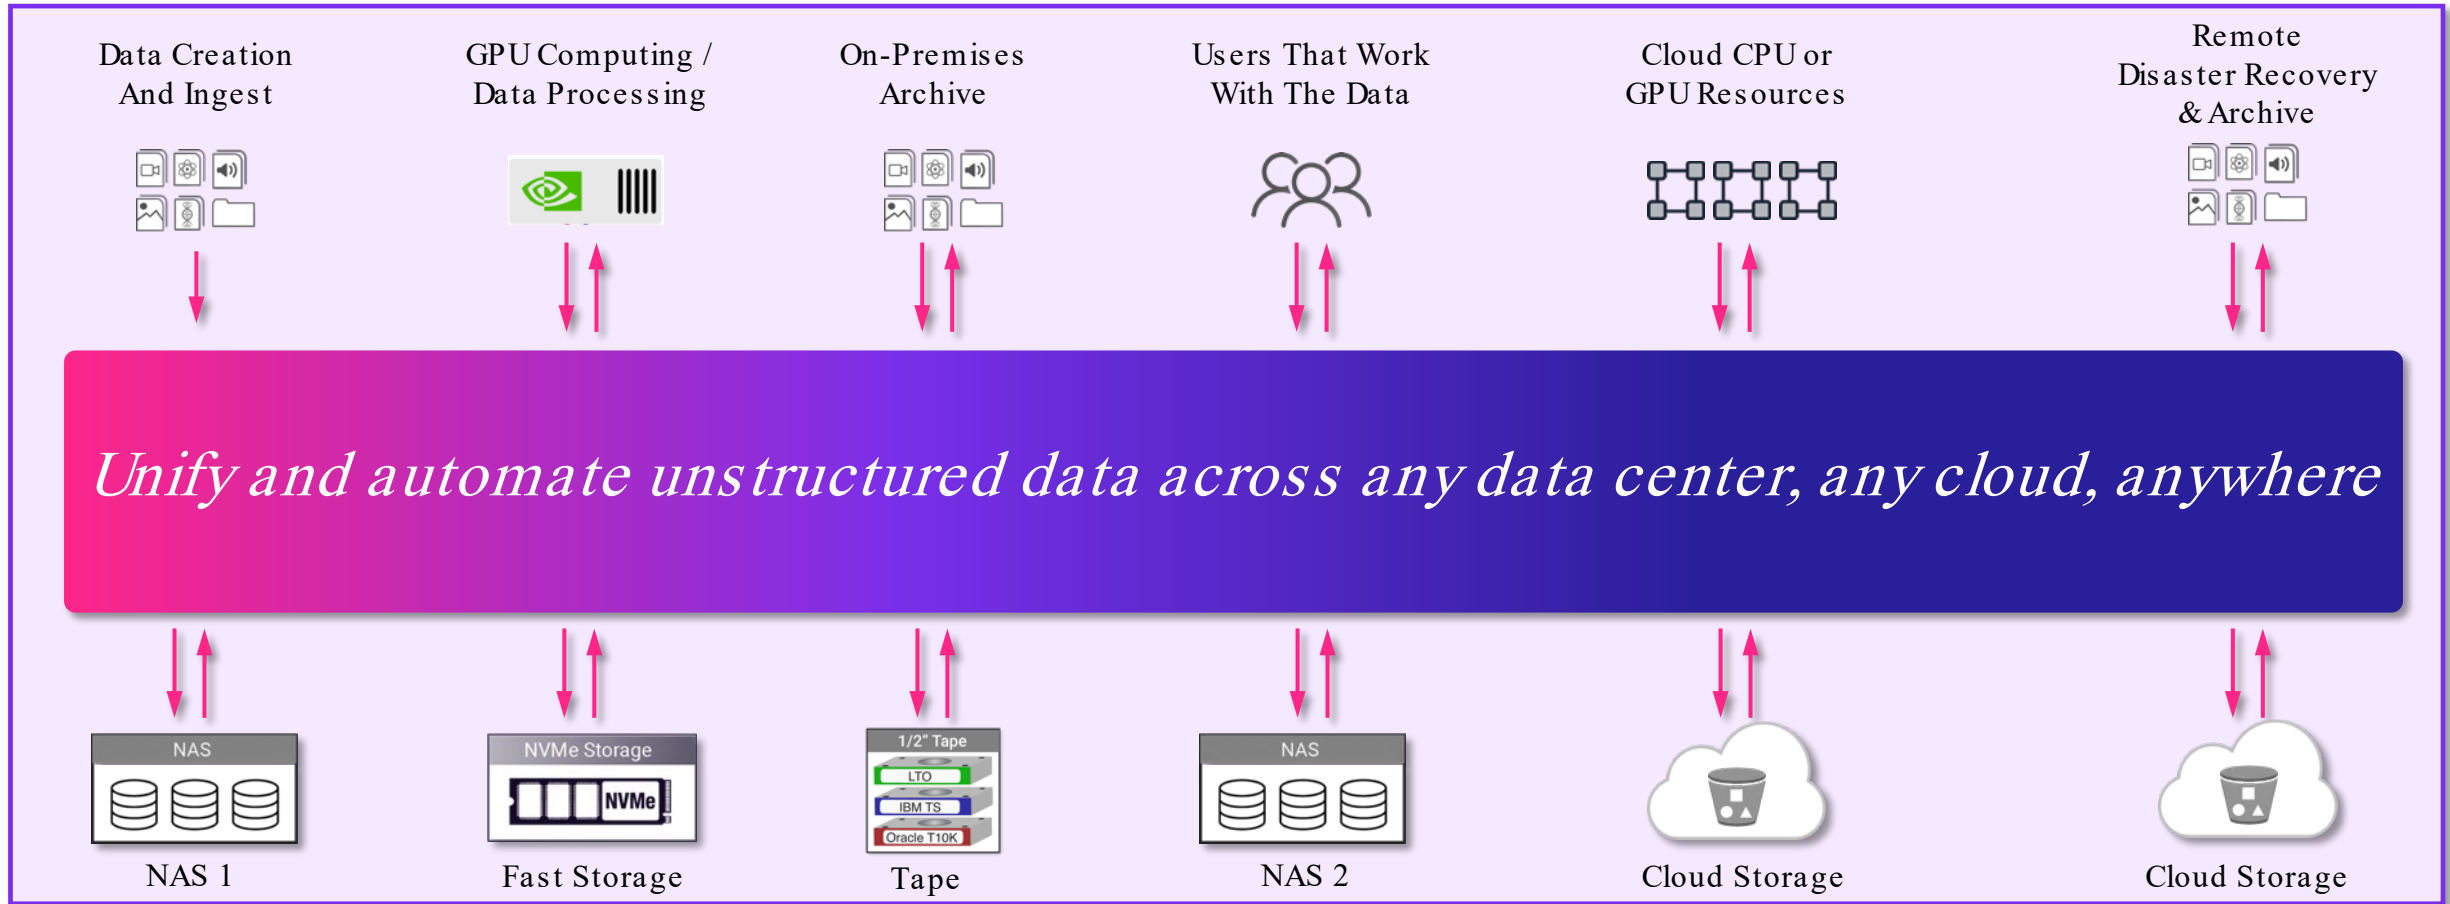 Data Creation
And Ingest
GPU Computing /
Data Processing
On-Premises
Archive
Users That Work
With The Data
Cloud CPU or
GPU Resources
Remote
Disaster Recovery
& Archive
Unify and automate unstructured data across any data center, any cloud, anywhere
NAS
NAS 1
NVMe Storage
NVMe
Fast Storage
1/2" Tape
LTO
IBM TS
Oracle T10K
Tape
NAS
NAS 2
Cloud Storage
Cloud Storage